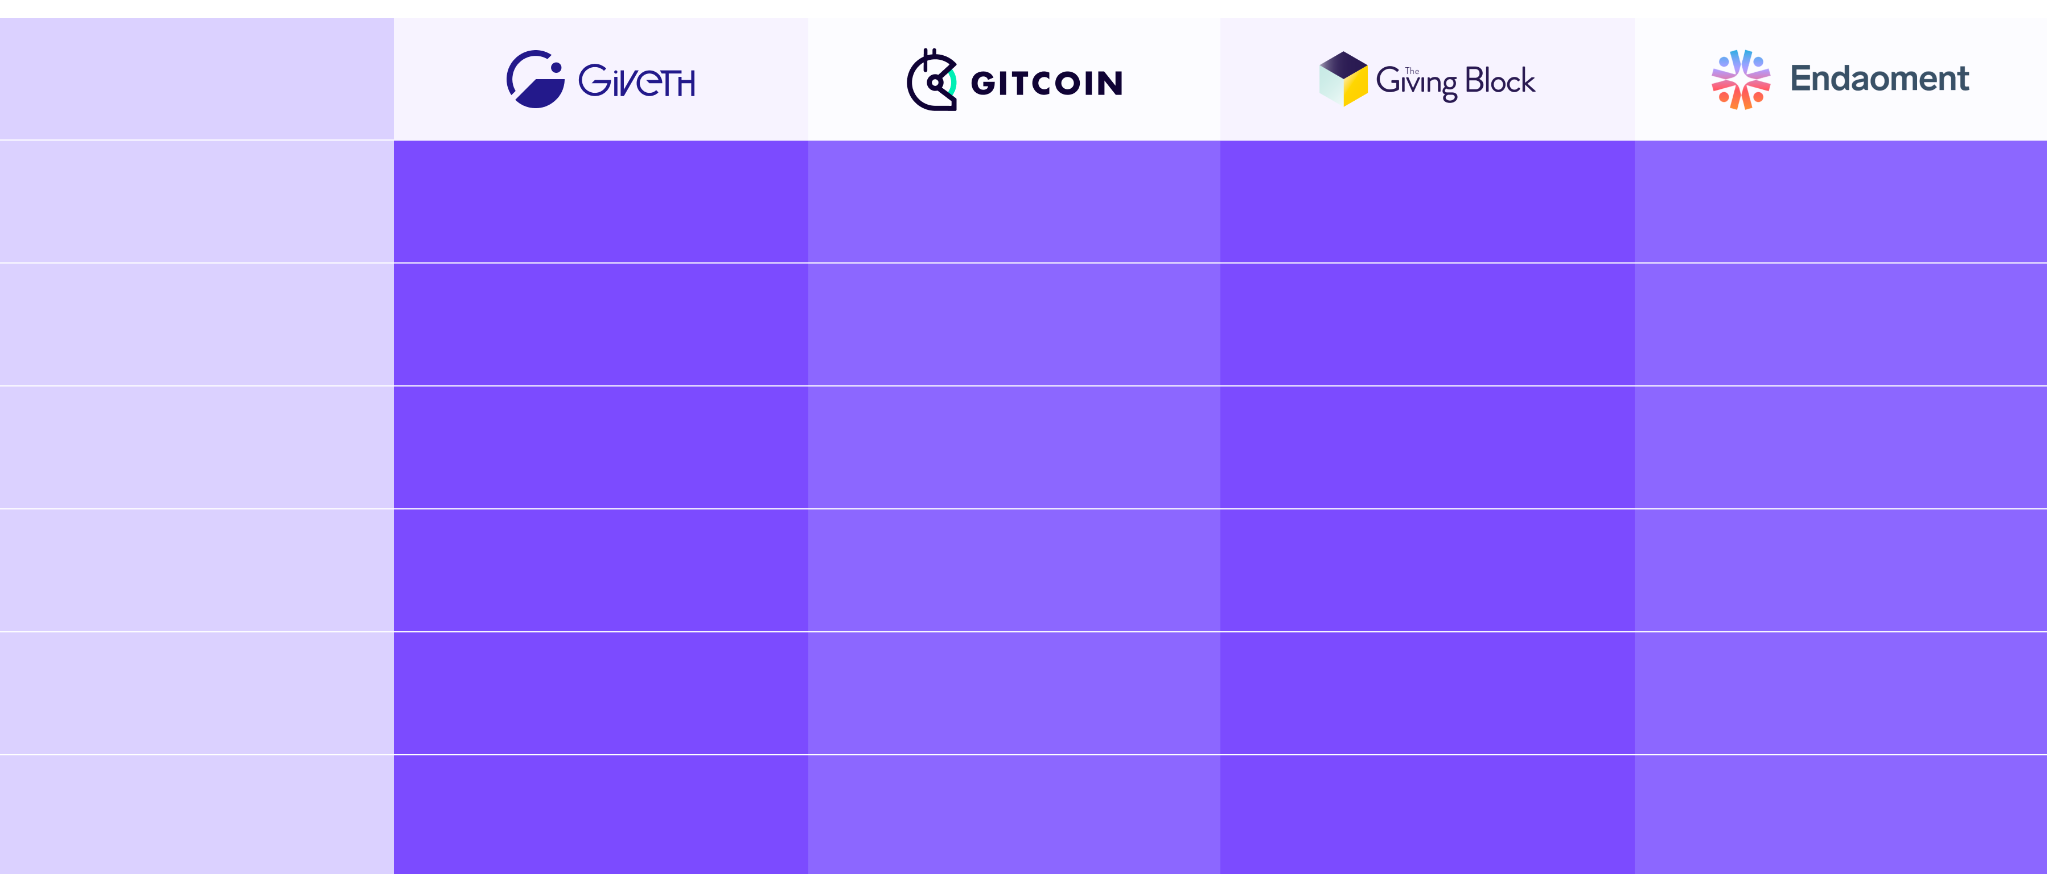 GIVETH
GITCOIN
The
Giving Block
Endaoment